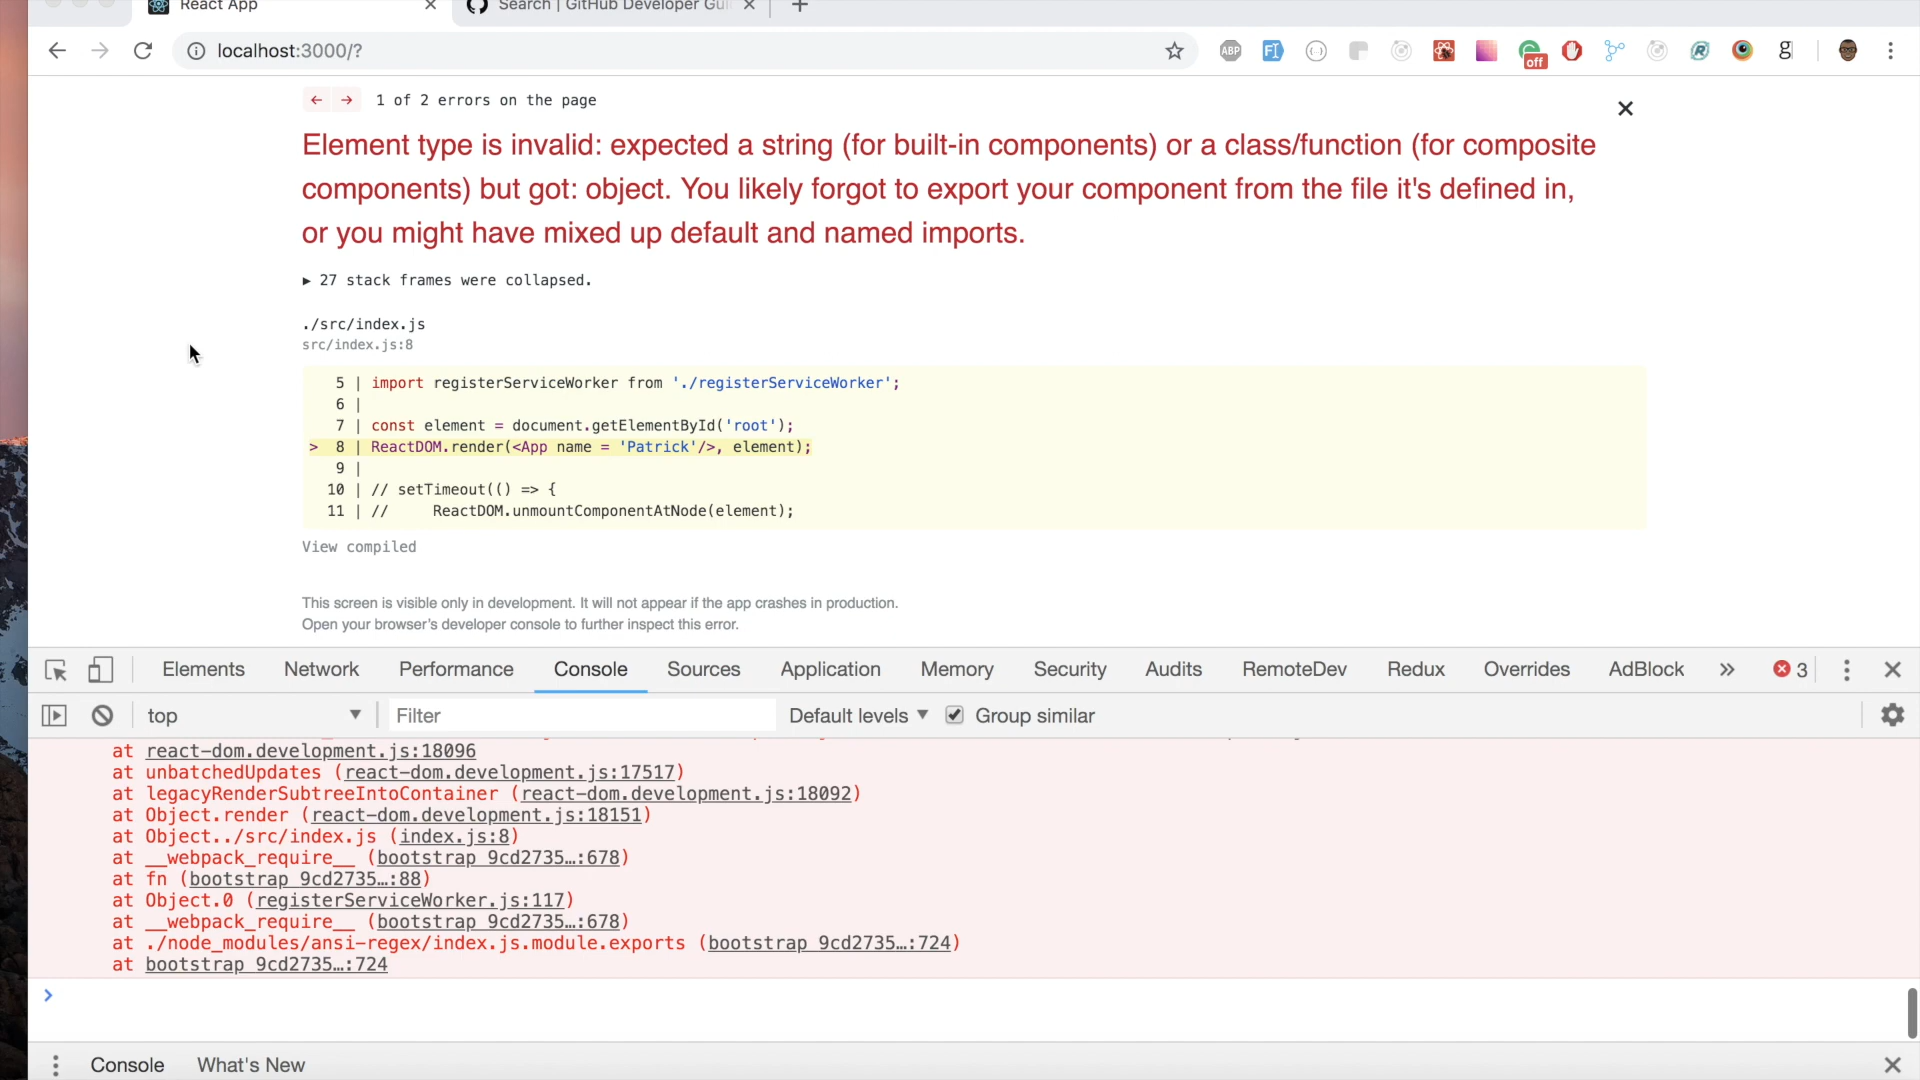 React App
Search | GitHub Developer Gui
localhost:3000/?
ABP
off
g
1 of 2 errors on the page
Element type is invalid: expected a string (for built-in components) or a class/function (for composite
components) but got: object. You likely forgot to export your component from the file it's defined in,
or you might have mixed up default and named imports.
▶ 27 stack frames were collapsed.
./src/index.js
src/index.js:8
5 | import registerServiceWorker from './registerServiceWorker';
6 |
7 | const element = document.getElementById('root');
> 8 | ReactDOM.render(<App name = 'Patrick'/>, element);
9 |
10 | // setTimeout(() => {
11 | //     ReactDOM.unmountComponentAtNode(element);
View compiled
This screen is visible only in development. It will not appear if the app crashes in production.
Open your browser's developer console to further inspect this error.
Elements Network Performance Console Sources Application Memory Security Audits RemoteDev Redux Overrides AdBlock » 3
top Filter Default levels Group similar
at react-dom.development.js:18096
at unbatchedUpdates (react-dom.development.js:17517)
at legacyRenderSubtreeIntoContainer (react-dom.development.js:18092)
at Object.render (react-dom.development.js:18151)
at Object../src/index.js (index.js:8)
at __webpack_require__ (bootstrap 9cd2735…:678)
at fn (bootstrap 9cd2735…:88)
at Object.0 (registerServiceWorker.js:117)
at __webpack_require__ (bootstrap 9cd2735…:678)
at ./node_modules/ansi-regex/index.js.module.exports (bootstrap 9cd2735…:724)
at bootstrap 9cd2735…:724
Console What's New